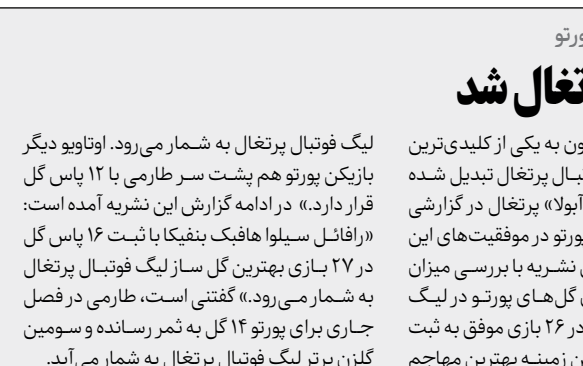 ورتو
تغال شد
ون به یکی از کلیدی‌ترین
تبال پرتغال تبدیل شده
آبولا» پرتغال در گزارشی
ورتو در موفقیت‌های این
نشریه با بررسی میزان
گل‌های پورتو در لیگ
در ۲۶ بازی موفق به ثبت
ن زمینه بهترین مهاجم
لیگ فوتبال پرتغال به شمار می‌رود. اوتاویو دیگر
بازیکن پورتو هم پشت سر طارمی با ۱۲ پاس گل
قرار دارد.» در ادامه گزارش این نشریه آمده است:
«رافائل سیلوا هافبک بنفیکا با ثبت ۱۶ پاس گل
در ۲۷ بازی بهترین گل ساز لیگ فوتبال پرتغال
به شمار می‌رود.» گفتنی است، طارمی در فصل
جاری برای پورتو ۱۴ گل به ثمر رسانده و سومین
گلزن برتر لیگ فوتبال پرتغال به شمار می‌آید.